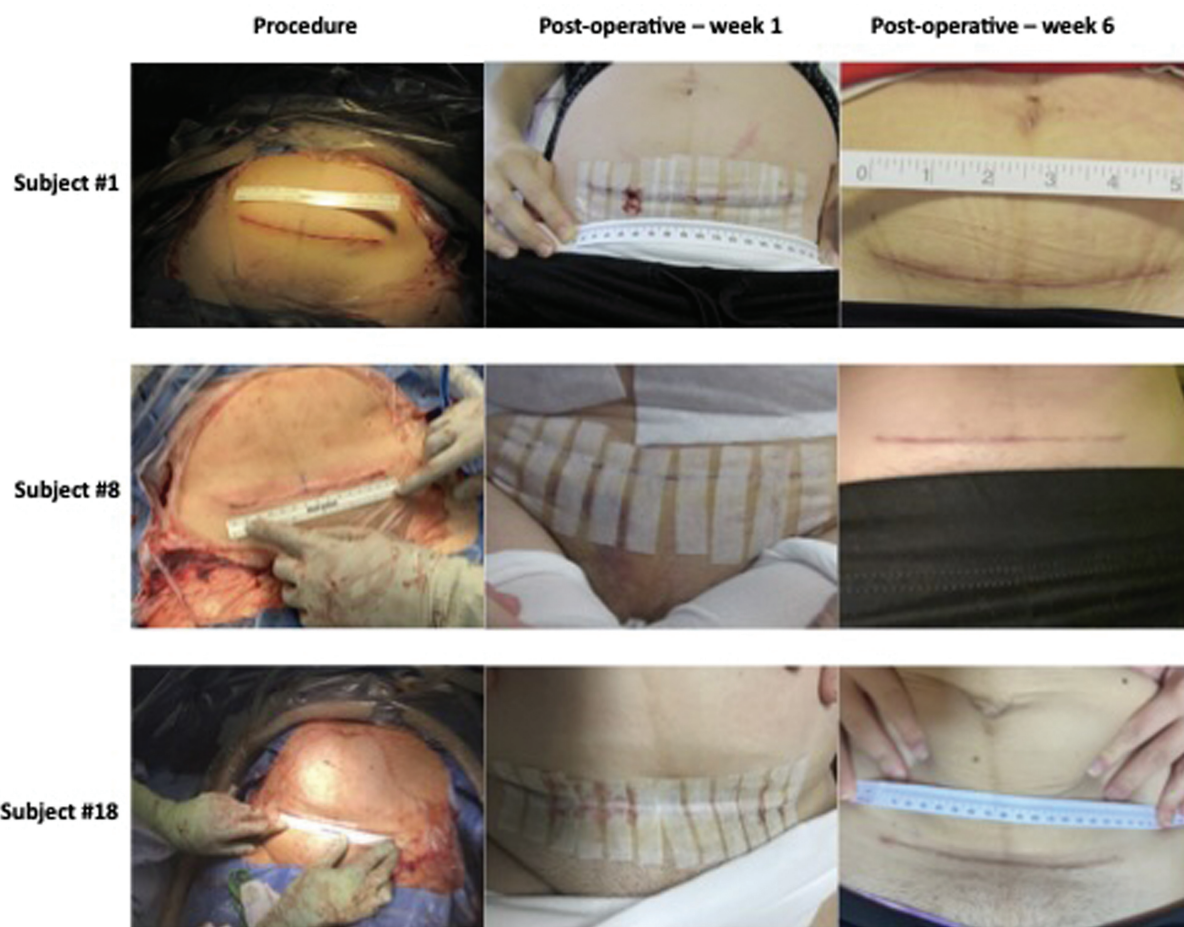 Procedure Post-operative – week 1 Post-operative – week 6
Subject #1
0 1 2 3 4 5
Subject #8
Subject #18